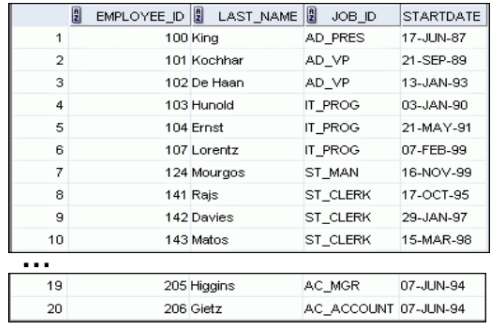 EMPLOYEE_ID LAST_NAME JOB_ID STARTDATE
1 100 King AD_PRES 17-JUN-87
2 101 Kochhar AD_VP 21-SEP-89
3 102 De Haan AD_VP 13-JAN-93
4 103 Hunold IT_PROG 03-JAN-90
5 104 Ernst IT_PROG 21-MAY-91
6 107 Lorentz IT_PROG 07-FEB-99
7 124 Mourgos ST_MAN 16-NOV-99
8 141 Rajs ST_CLERK 17-OCT-95
9 142 Davies ST_CLERK 29-JAN-97
10 143 Matos ST_CLERK 15-MAR-98
...
19 205 Higgins AC_MGR 07-JUN-94
20 206 Gietz AC_ACCOUNT 07-JUN-94